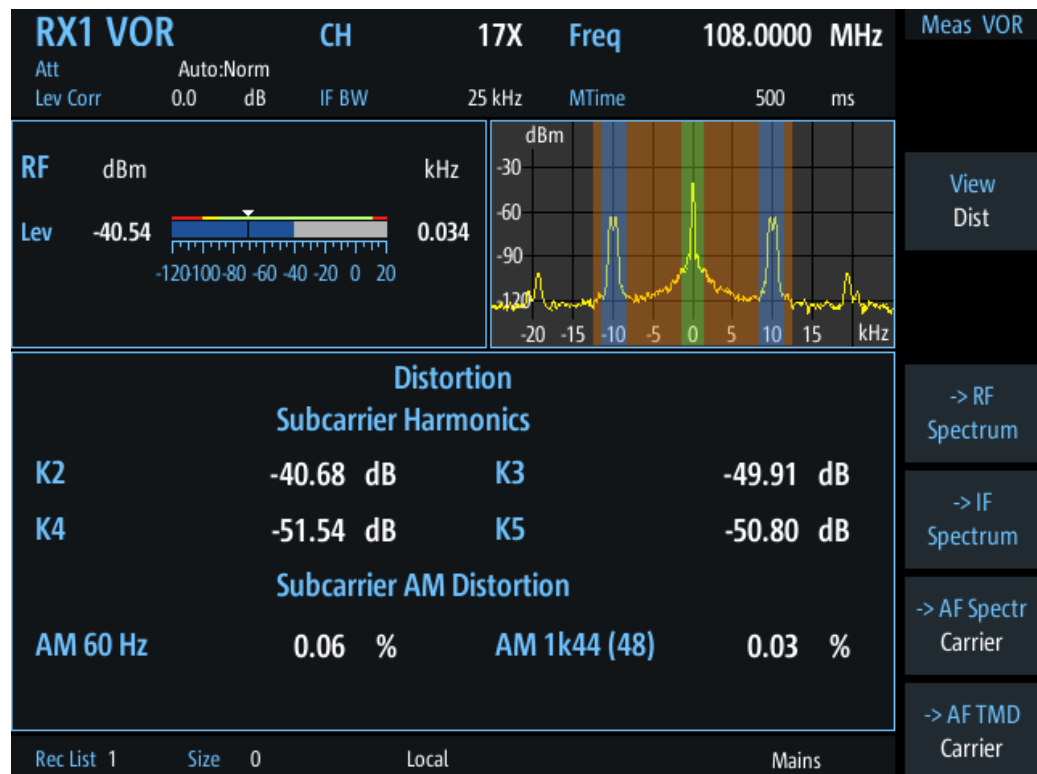 RX1 VOR CH 17X Freq 108.0000 MHz
Att Auto:Norm
Lev Corr 0.0 dB IF BW 25 kHz MTime 500 ms
Meas VOR
RF dBm kHz
Lev -40.54 0.034
-120-100-80 -60 -40 -20 0 20
dBm
-30
-60
-90
-120
-20 -15 -10 -5 0 5 10 15 kHz
View
Dist
Distortion
Subcarrier Harmonics
K2 -40.68 dB K3 -49.91 dB
K4 -51.54 dB K5 -50.80 dB
Subcarrier AM Distortion
AM 60 Hz 0.06 % AM 1k44 (48) 0.03 %
-> RF
Spectrum
-> IF
Spectrum
-> AF Spectr
Carrier
-> AF TMD
Carrier
Rec List 1 Size 0 Local Mains